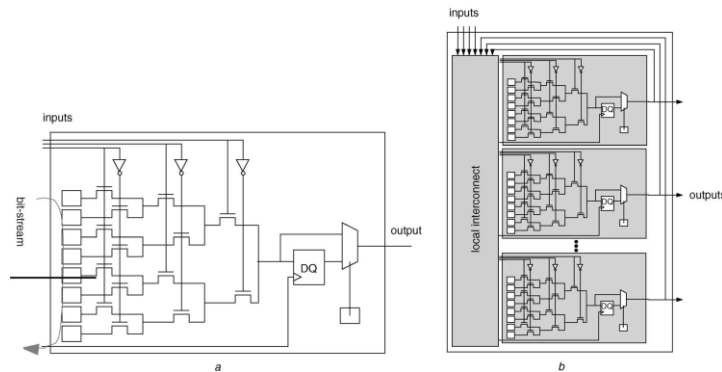 inputs
bit-stream
DQ
output
a
inputs
local interconnect
DQ
DQ
outputs
DQ
b